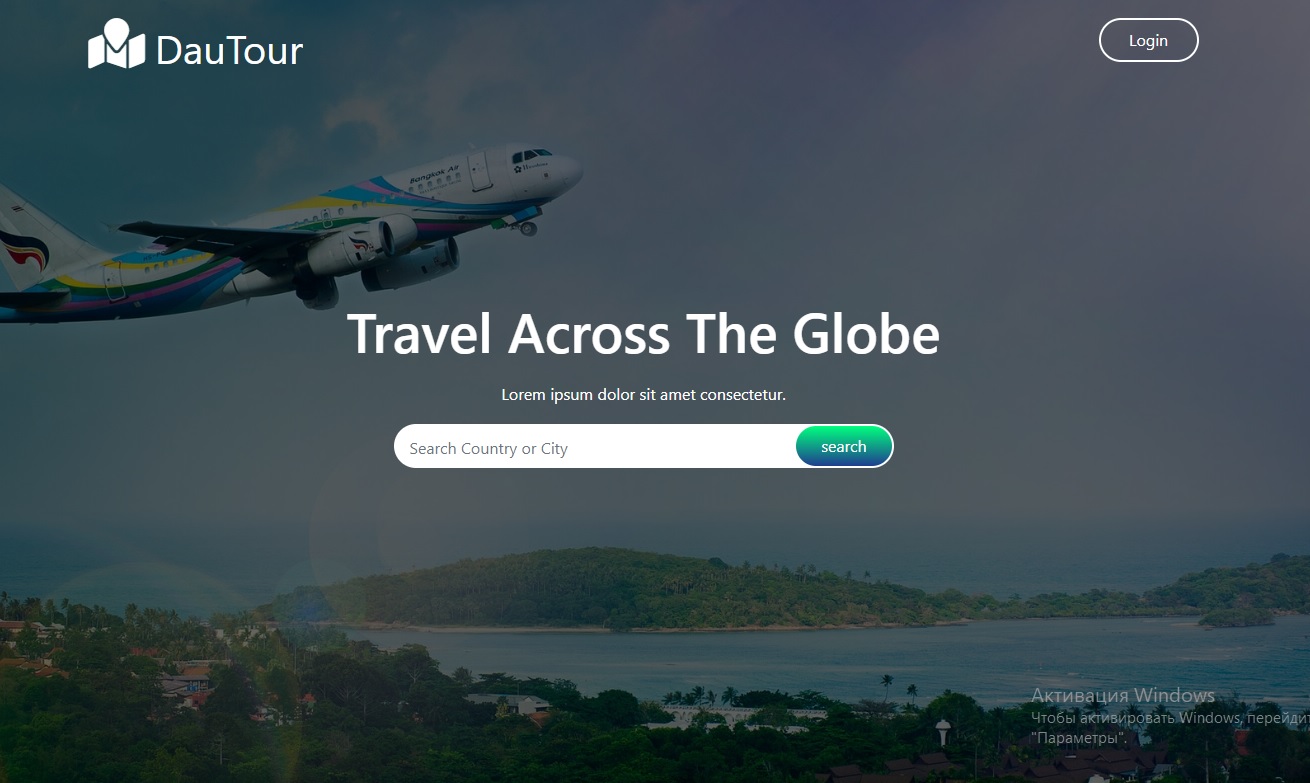 DauTour
Login
Bangkok Air
Travel Across The Globe
Lorem ipsum dolor sit amet consectetur.
Search Country or City
search
Активация Windows
Чтобы активировать Windows, перейдит
"Параметры".